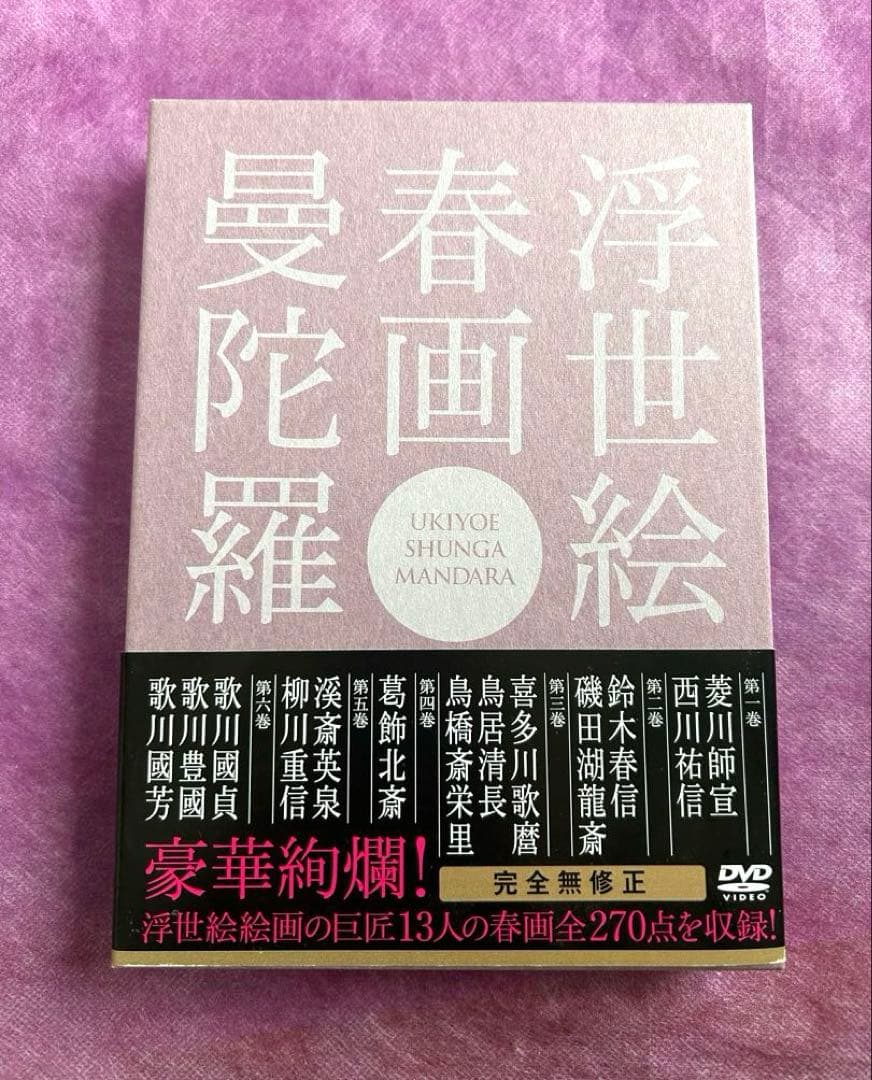 浮世絵
春画
曼陀羅
UKIYOE
SHUNGA
MANDARA
第一巻
菱川師宣
西川祐信
第二巻
鈴木春信
磯田湖龍斎
第三巻
喜多川歌麿
鳥居清長
鳥橋斎栄里
第四巻
葛飾北斎
第五巻
溪斎英泉
柳川重信
第六巻
歌川國貞
歌川豊國
歌川國芳
豪華絢爛!
完全無修正
DVD
VIDEO
浮世絵絵画の巨匠13人の春画全270点を収録!